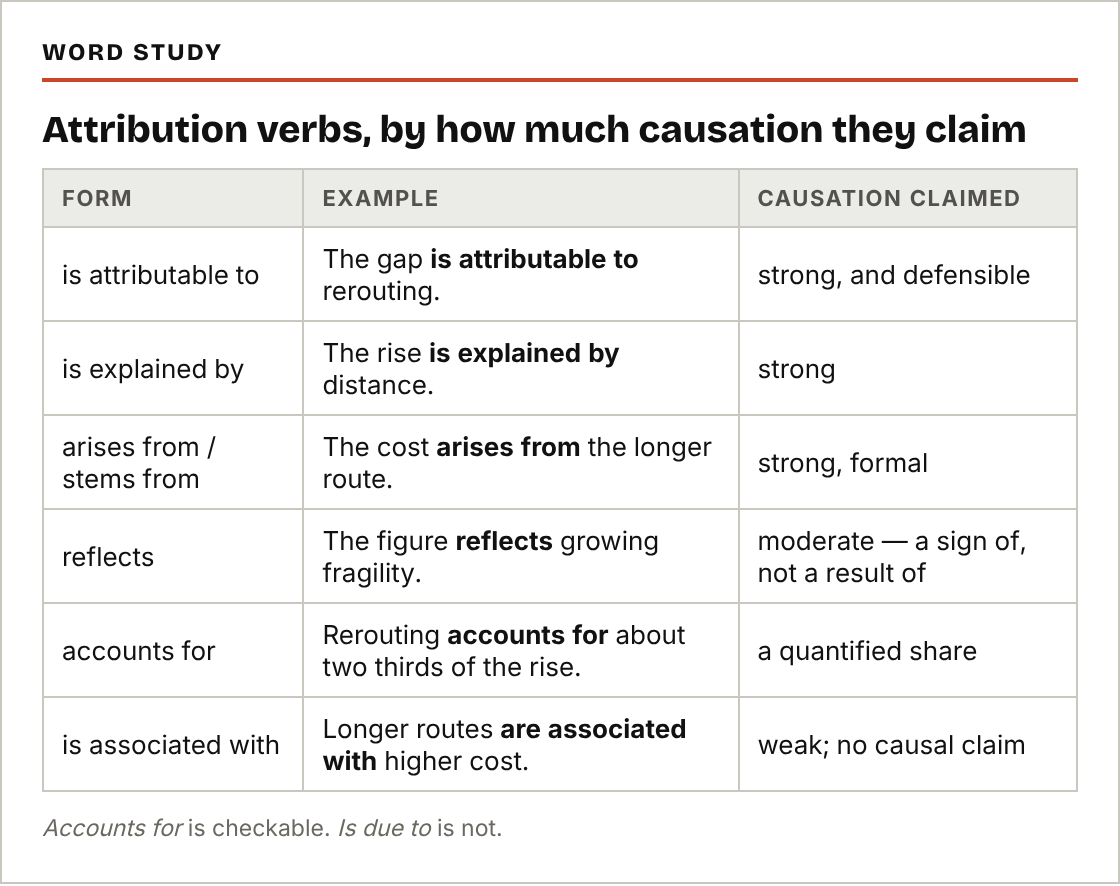 WORD STUDY
Attribution verbs, by how much causation they claim
FORM
EXAMPLE
CAUSATION CLAIMED
is attributable to
The gap is attributable to
rerouting.
strong, and defensible
is explained by
The rise is explained by
distance.
strong
arises from /
stems from
The cost arises from the longer
route.
strong, formal
reflects
The figure reflects growing
fragility.
moderate — a sign of,
not a result of
accounts for
Rerouting accounts for about
two thirds of the rise.
a quantified share
is associated with
Longer routes are associated
with higher cost.
weak; no causal claim
Accounts for is checkable. Is due to is not.